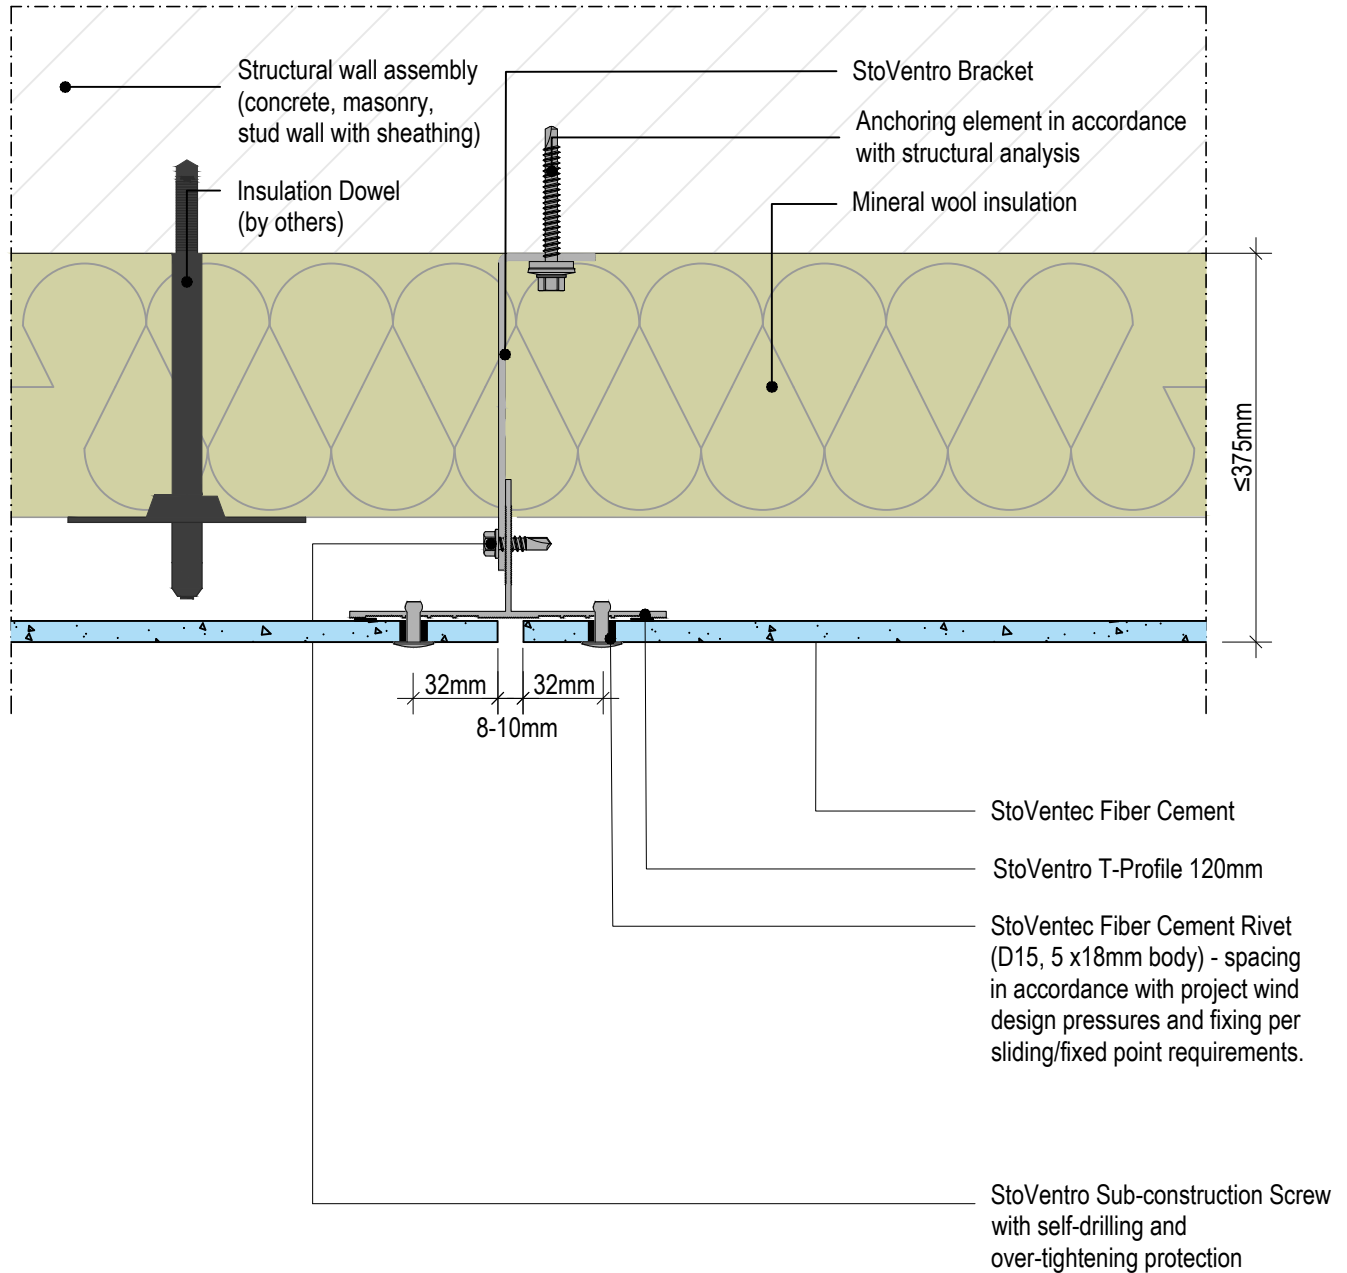 Structural wall assembly
(concrete, masonry,
stud wall with sheathing)
Insulation Dowel
(by others)
StoVentro Bracket
Anchoring element in accordance
with structural analysis
Mineral wool insulation
≤375mm
32mm
32mm
8-10mm
StoVentec Fiber Cement
StoVentro T-Profile 120mm
StoVentec Fiber Cement Rivet
(D15, 5 x18mm body) - spacing
in accordance with project wind
design pressures and fixing per
sliding/fixed point requirements.
StoVentro Sub-construction Screw
with self-drilling and
over-tightening protection